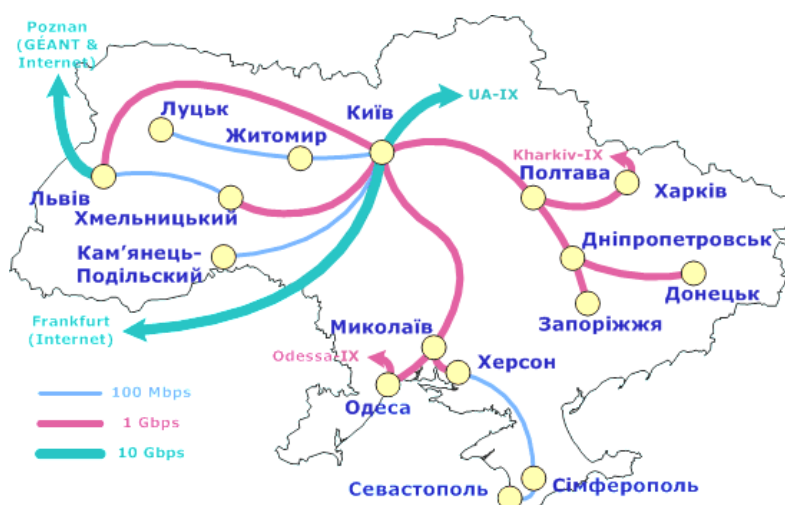 Poznan
(GÉANT &
Internet)
Луцьк
Київ
UA-IX
Житомир
Kharkiv-IX
Полтава
Харків
Львів
Хмельницький
Кам’янець-
Подільский
Дніпропетровськ
Донецьк
Запоріжжя
Frankfurt
(Internet)
Миколаїв
Odessa-IX
Херсон
Одеса
100 Mbps
1 Gbps
10 Gbps
Севастополь
Сімферополь